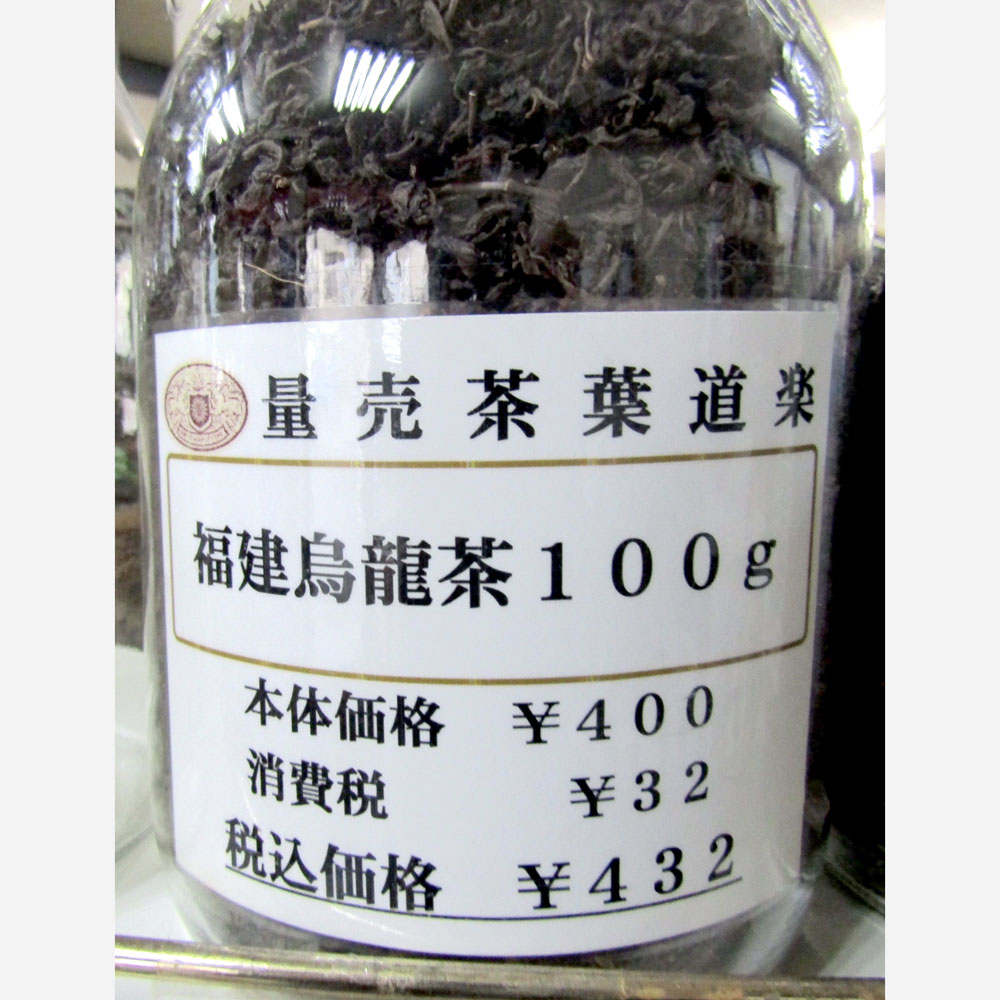 量売茶葉道楽
福建烏龍茶１００ｇ
本体価格 ￥４００
消費税 ￥３２
税込価格 ￥４３２